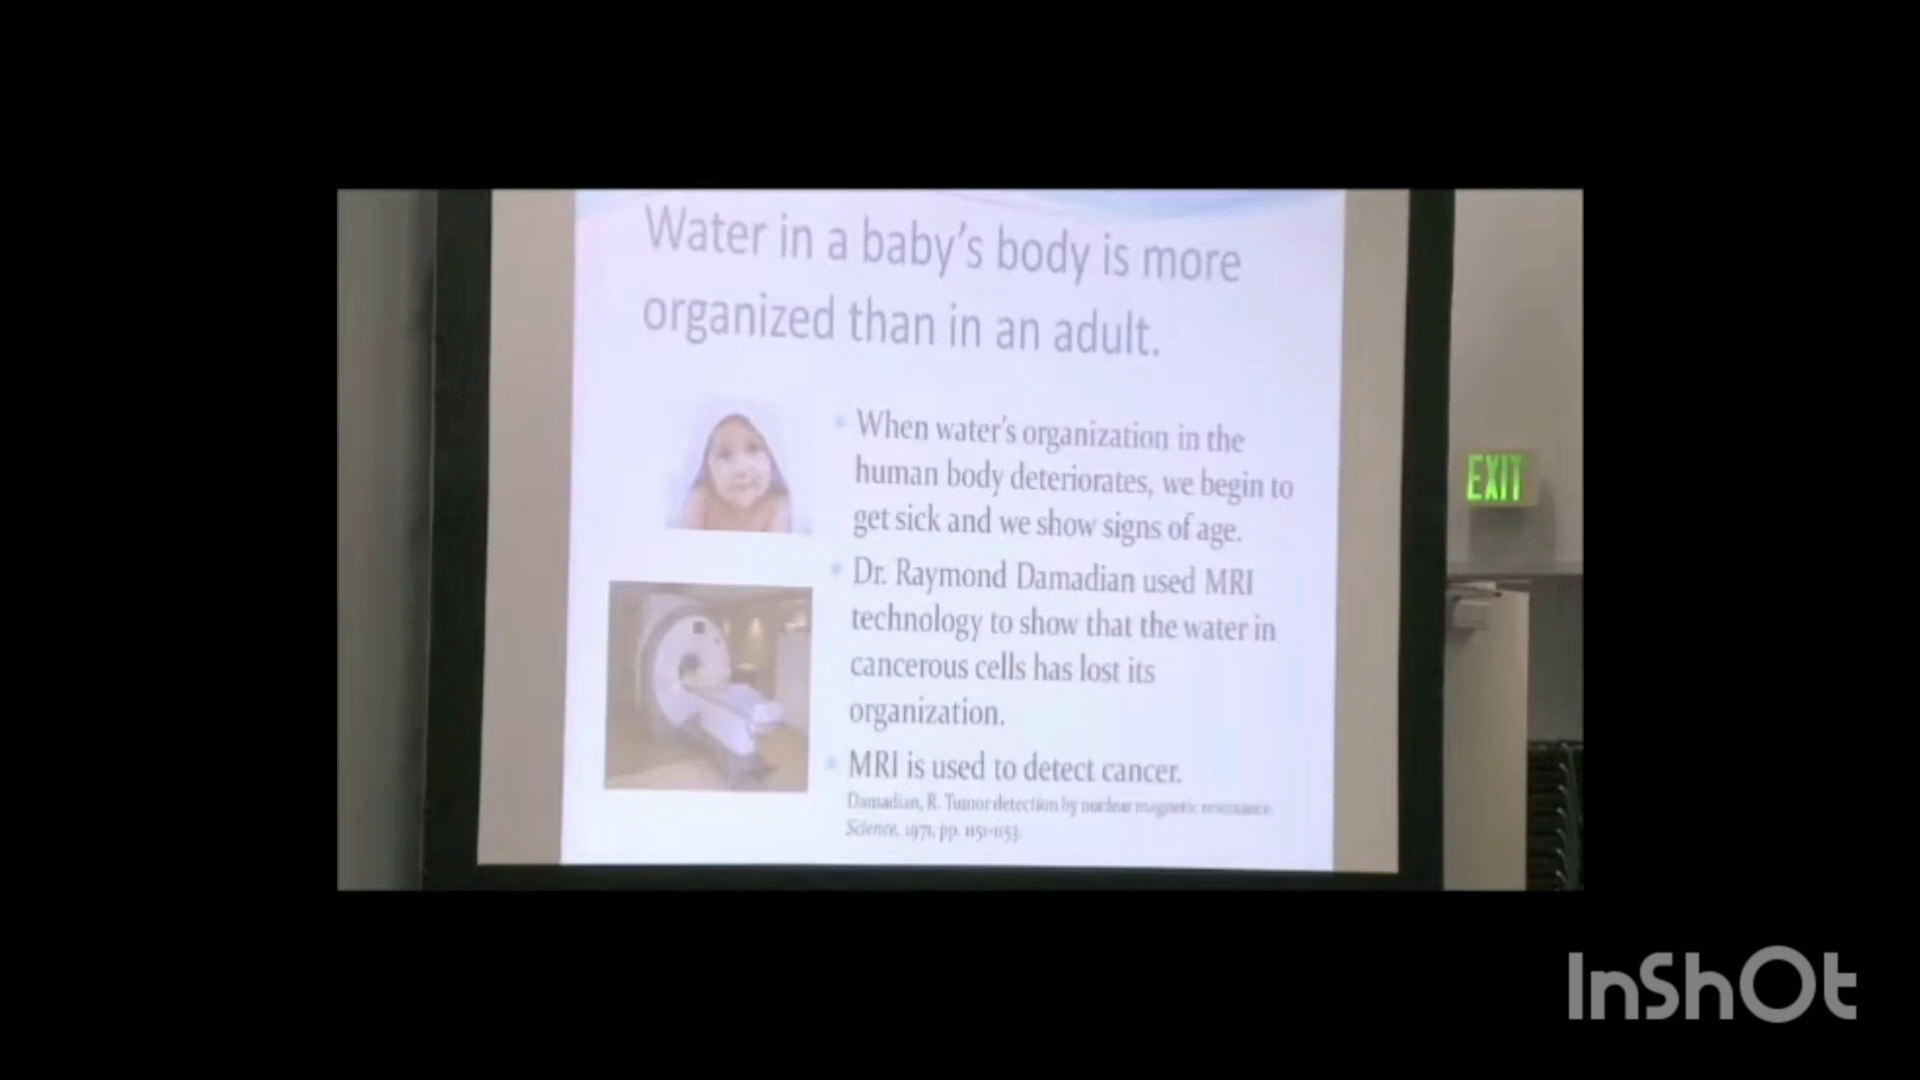 Water in a baby's body is more
organized than in an adult.
When water's organization in the
human body deteriorates, we begin to
get sick and we show signs of age.
Dr. Raymond Damadian used MRI
technology to show that the water in
cancerous cells has lost its
organization.
MRI is used to detect cancer.
Damadian, R. Tumor detection by nuclear magnetic resonance
Science, 1971, pp. 1151-1153.
EXIT
InShOt